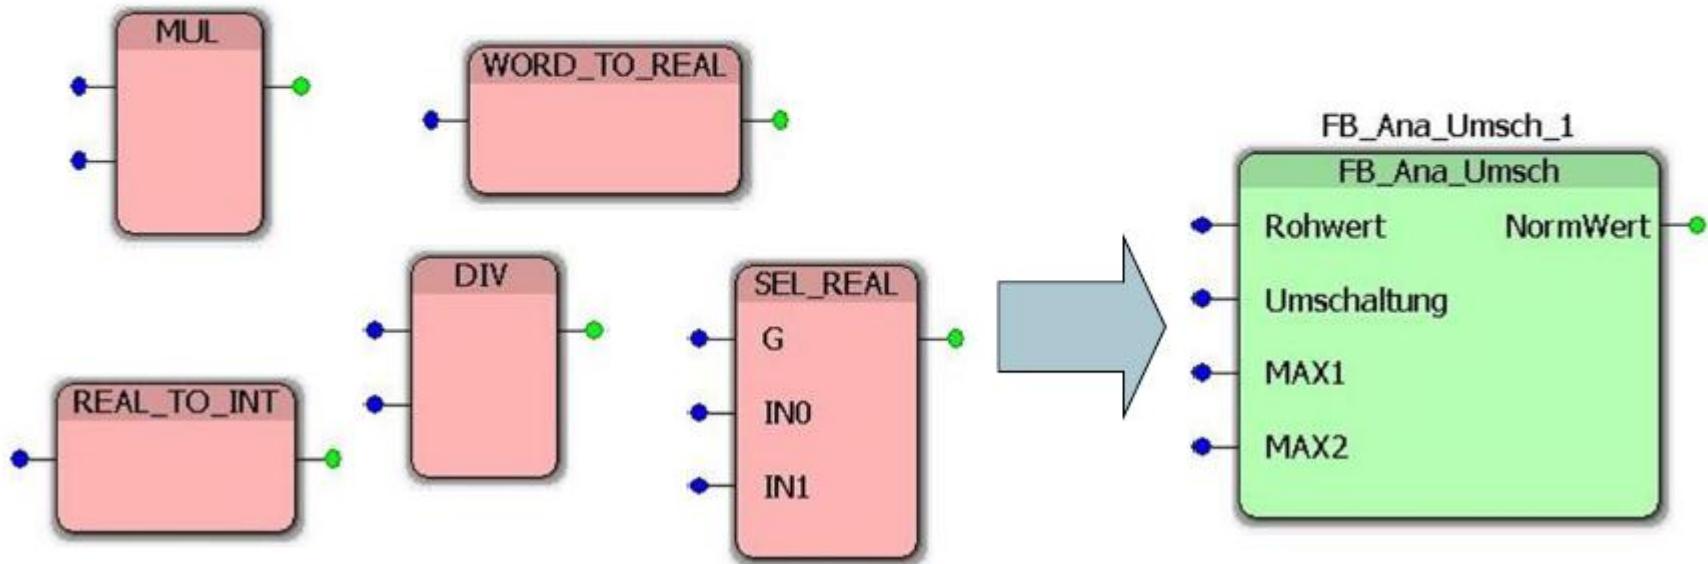 MUL
WORD_TO_REAL
FB_Ana_Umsch_1
FB_Ana_Umsch
Rohwert NormWert
Umschaltung
MAX1
MAX2
DIV
SEL_REAL
G
IN0
IN1
REAL_TO_INT